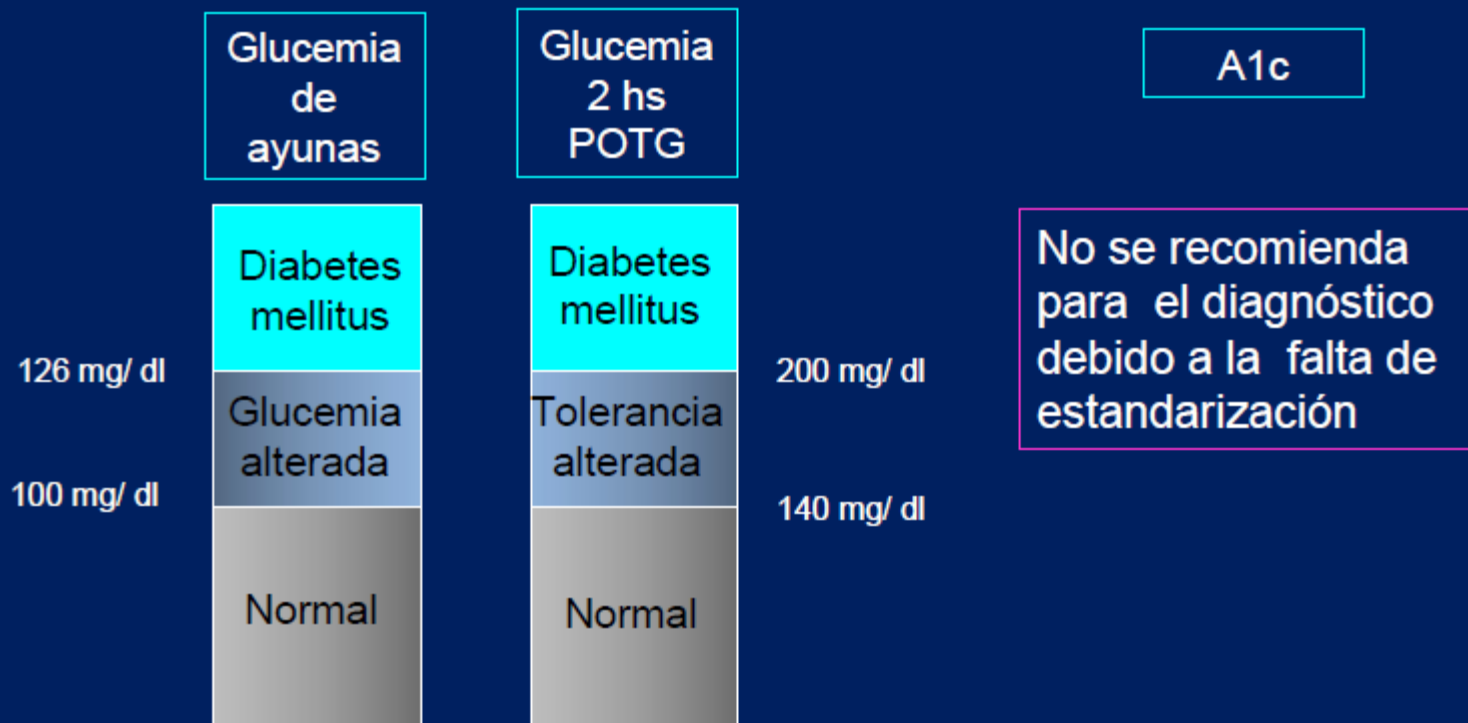 Glucemia
de
ayunas
Glucemia
2 hs
POTG
A1c
Diabetes
mellitus
Diabetes
mellitus
No se recomienda
para  el diagnóstico
debido a la  falta de
estandarización
126 mg/ dl
200 mg/ dl
Glucemia
alterada
Tolerancia
alterada
100 mg/ dl
140 mg/ dl
Normal
Normal